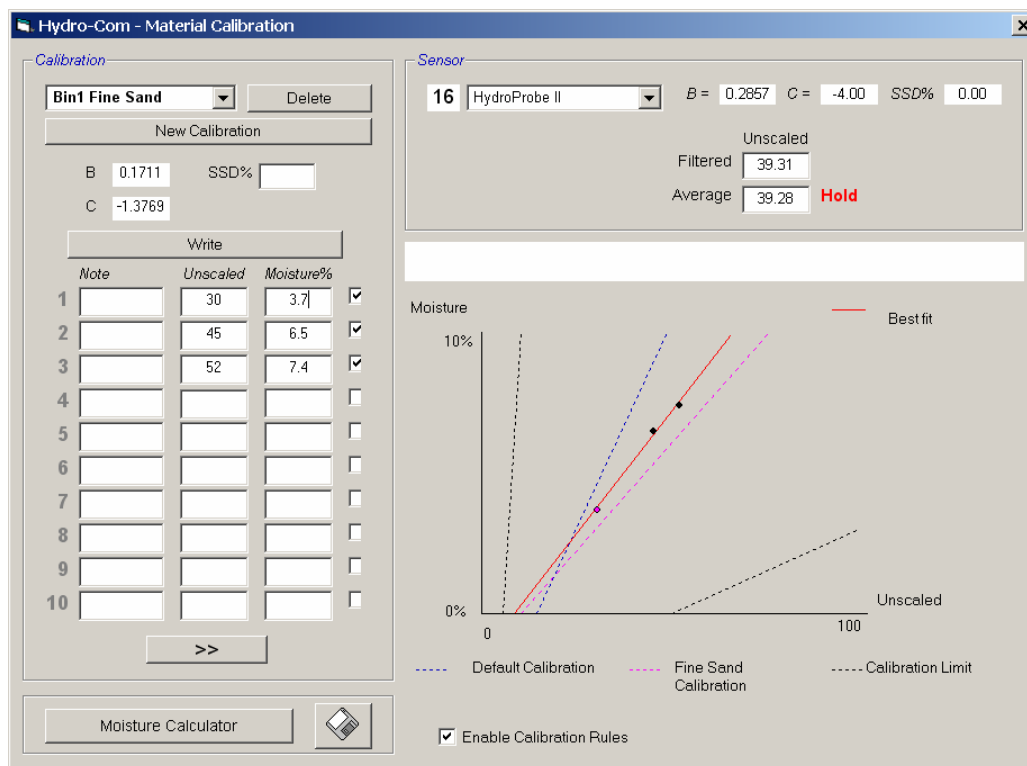 Hydro-Com - Material Calibration
Calibration
Bin1 Fine Sand
Delete
New Calibration
B 0.1711 SSD%
C -1.3769
Write
Note Unscaled Moisture%
1 30 3.7
2 45 6.5
3 52 7.4
4
5
6
7
8
9
10
>>
Moisture Calculator
Sensor
16 HydroProbe II B = 0.2857 C = -4.00 SSD% 0.00
Unscaled
Filtered 39.31
Average 39.28 Hold
Moisture
Best fit
10%
0%
Unscaled
0 100
Default Calibration
Fine Sand
Calibration
Calibration Limit
Enable Calibration Rules